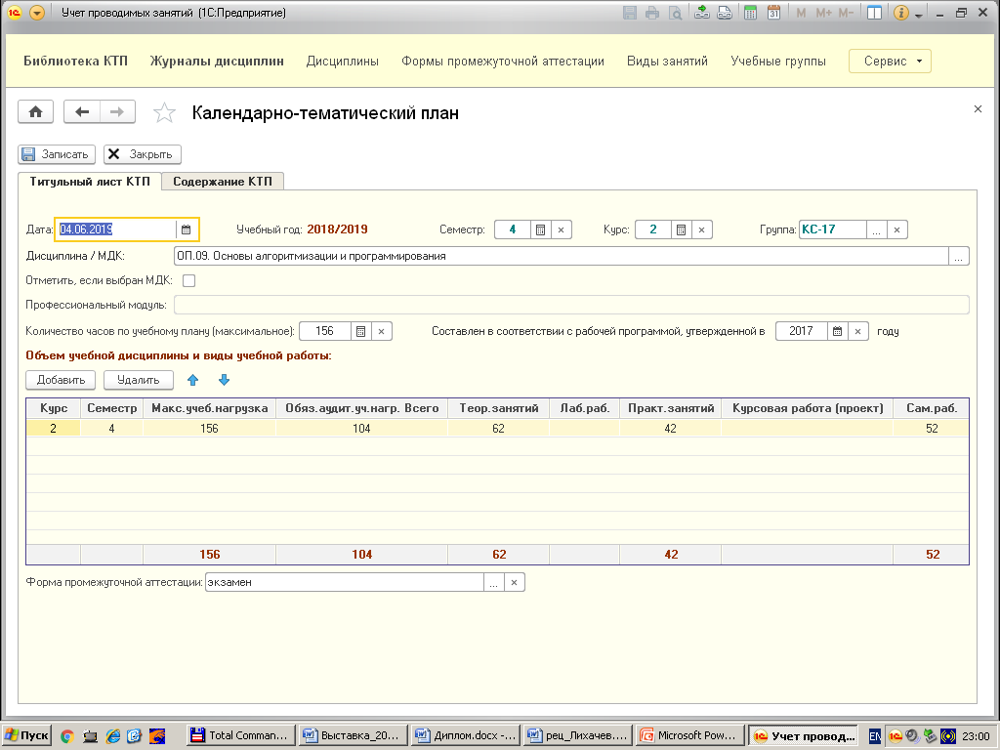 Учет проводимых занятий (1С:Предприятие)
M M+ M-
Библиотека КТП Журналы дисциплин Дисциплины Формы промежуточной аттестации Виды занятий Учебные группы Сервис
Календарно-тематический план
Записать Закрыть
Титульный лист КТП Содержание КТП
Дата: 04.06.2019 Учебный год: 2018/2019 Семестр: 4 Курс: 2 Группа: КС-17 ...
Дисциплина / МДК: ОП.09. Основы алгоритмизации и программирования ...
Отметить, если выбран МДК:
Профессиональный модуль:
Количество часов по учебному плану (максимальное): 156 Составлен в соответствии с рабочей программой, утвержденной в 2017 году
Объем учебной дисциплины и виды учебной работы:
Добавить Удалить
Курс Семестр Макс.учеб.нагрузка Обяз.аудит.уч.нагр. Всего Теор.занятий Лаб.раб. Практ.занятий Курсовая работа (проект) Сам.раб.
2 4 156 104 62 42 52
156 104 62 42 52
Форма промежуточной аттестации: экзамен ...
Пуск Total Comman... Выставка_20... Диплом.docx -... рец_Лихачев.... Microsoft Pow... Учет провод... EN 23:00